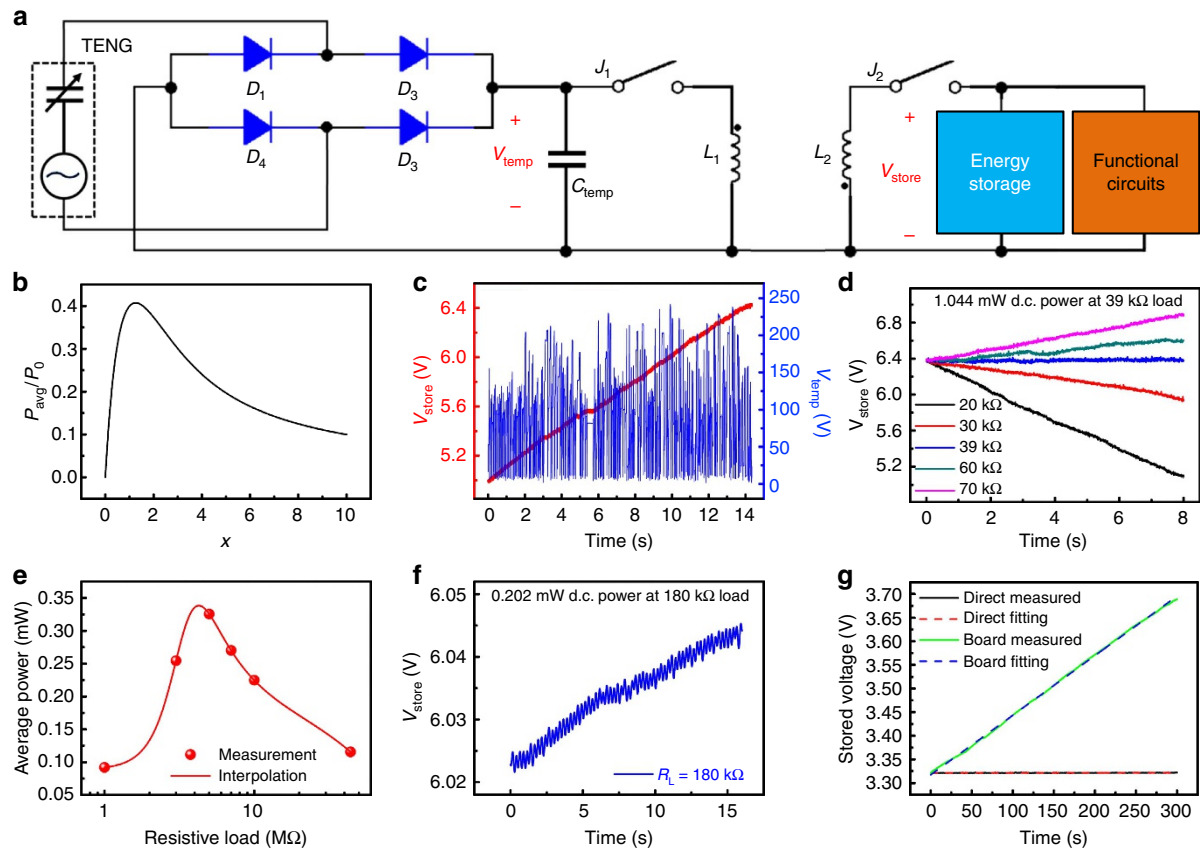 a
TENG
D1
D3
D4
D3
+
Vtemp
−
Ctemp
J1
L1
L2
J2
+
Vstore
−
Energy
storage
Functional
circuits
b
Pavg/P0
0.4
0.3
0.2
0.1
0.0
0 2 4 6 8 10
x
c
Vstore (V)
6.4
6.0
5.6
5.2
250
200
150
100
50
0
Vtemp (V)
0 2 4 6 8 10 12 14
Time (s)
d
1.044 mW d.c. power at 39 kΩ load
Vstore (V)
6.8
6.4
6.0
5.6
5.2
20 kΩ
30 kΩ
39 kΩ
60 kΩ
70 kΩ
0 2 4 6 8
Time (s)
e
Average power (mW)
0.35
0.30
0.25
0.20
0.15
0.10
0.05
Measurement
Interpolation
1 10
Resistive load (MΩ)
f
0.202 mW d.c. power at 180 kΩ load
Vstore (V)
6.05
6.04
6.03
6.02
RL = 180 kΩ
0 5 10 15
Time (s)
g
Stored voltage (V)
3.70
3.65
3.60
3.55
3.50
3.45
3.40
3.35
3.30
Direct measured
Direct fitting
Board measured
Board fitting
0 50 100 150 200 250 300
Time (s)